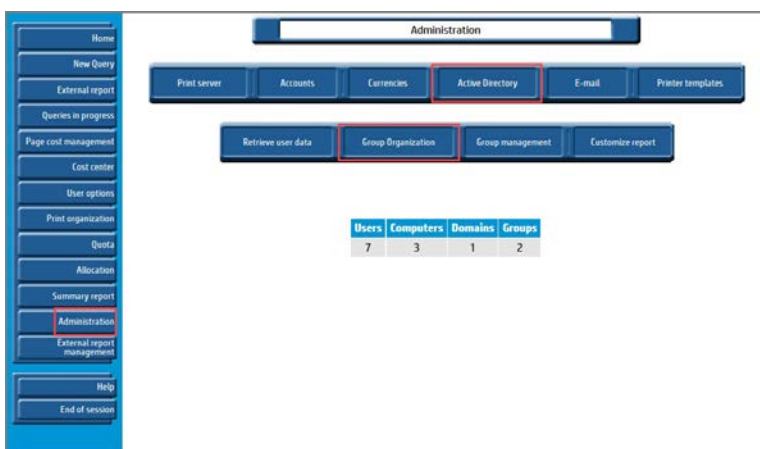 Home
New Query
External report
Queries in progress
Page cost management
Cost center
User options
Print organization
Quota
Allocation
Summary report
Administration
External report
management
Help
End of session
Administration
Print server Accounts Currencies Active Directory E-mail Printer templates
Retrieve user data Group Organization Group management Customize report
Users Computers Domains Groups
7 3 1 2